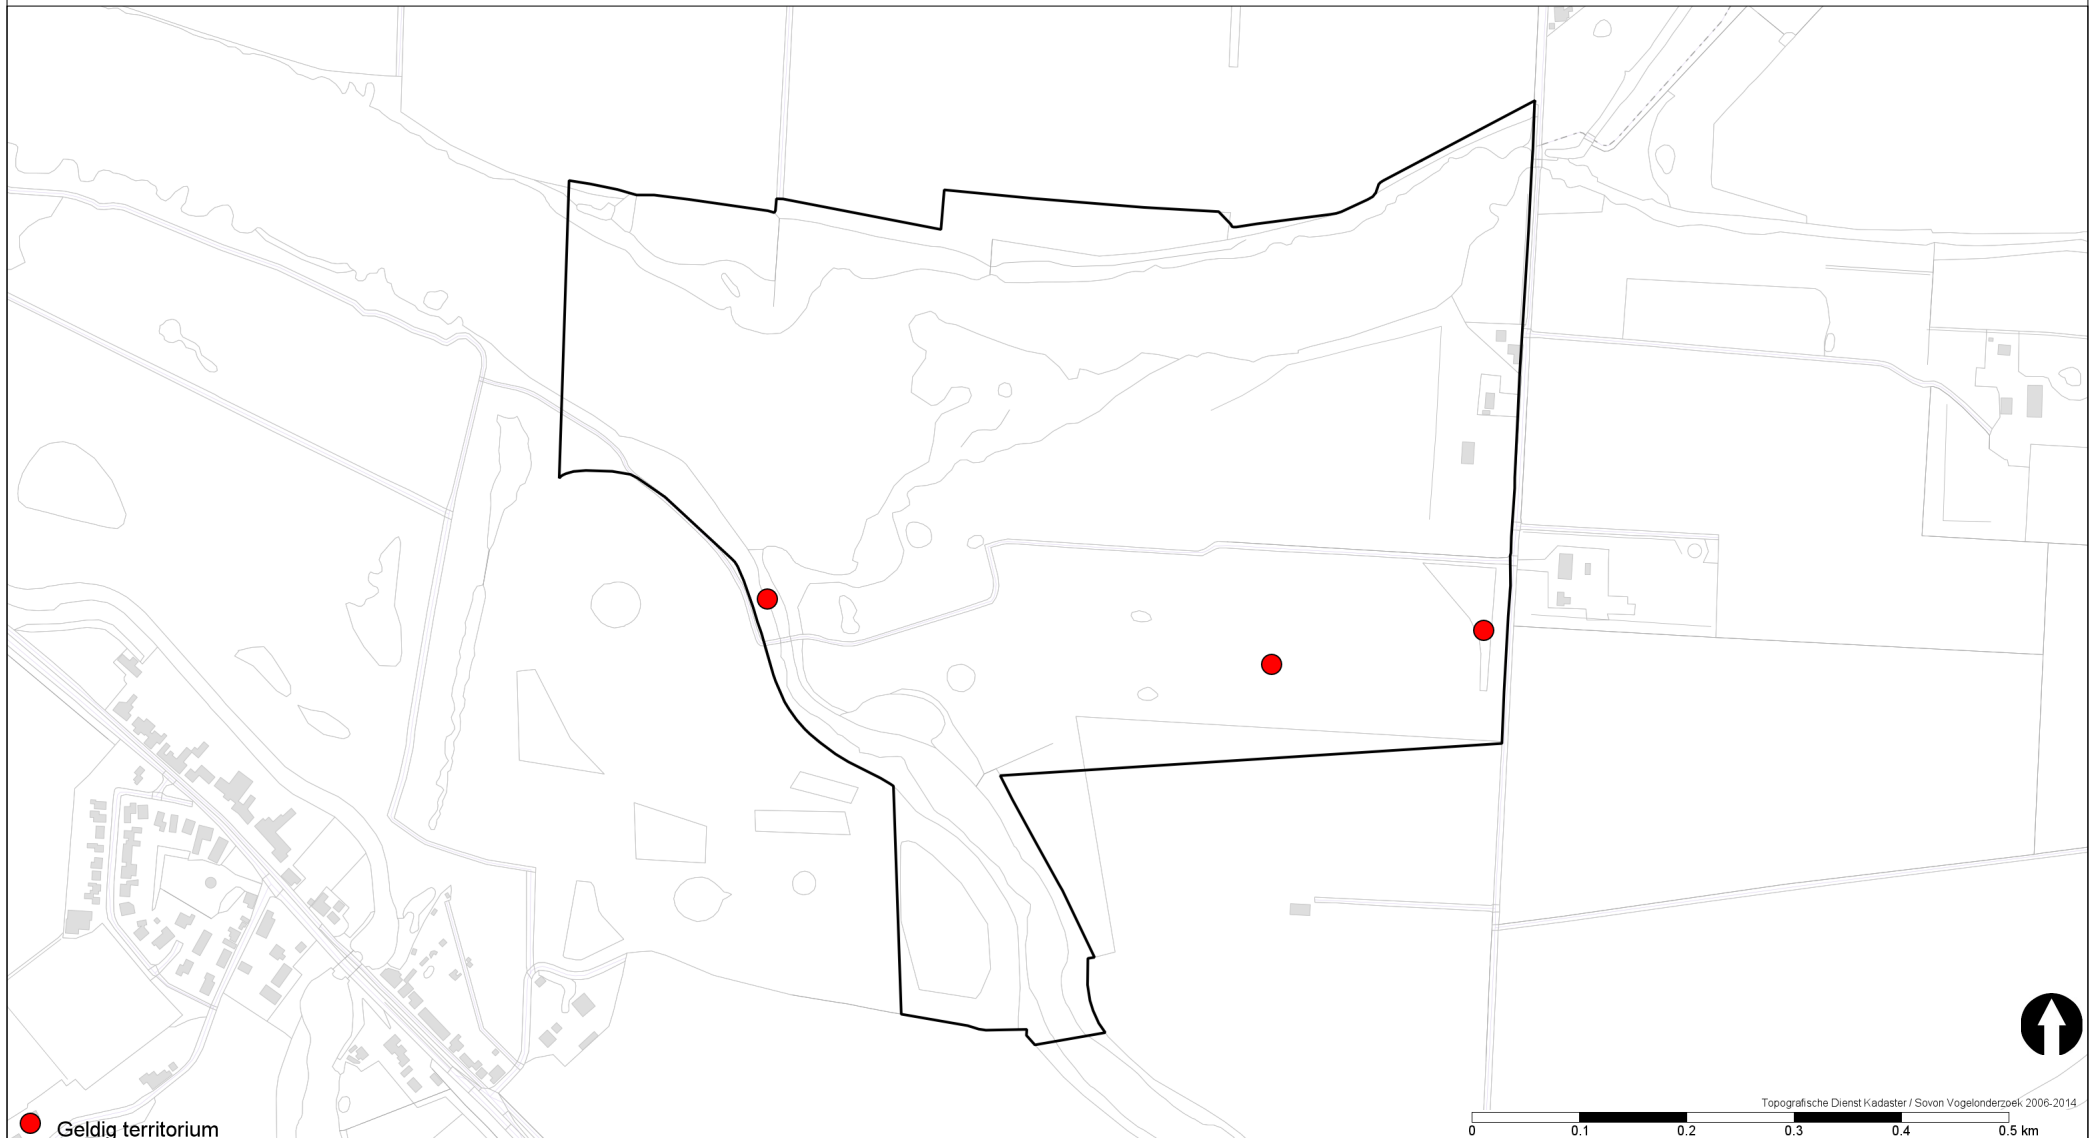 Topografische Dienst Kadaster / Sovon Vogelonderzoek 2006-2014
0 0.1 0.2 0.3 0.4 0.5 km
Geldig territorium